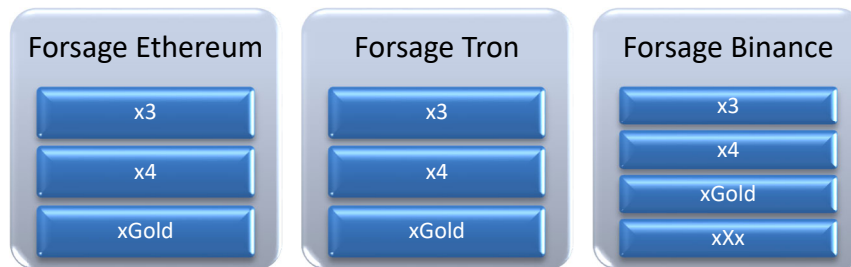 Forsage Ethereum
x3
x4
xGold
Forsage Tron
x3
x4
xGold
Forsage Binance
x3
x4
xGold
xXx